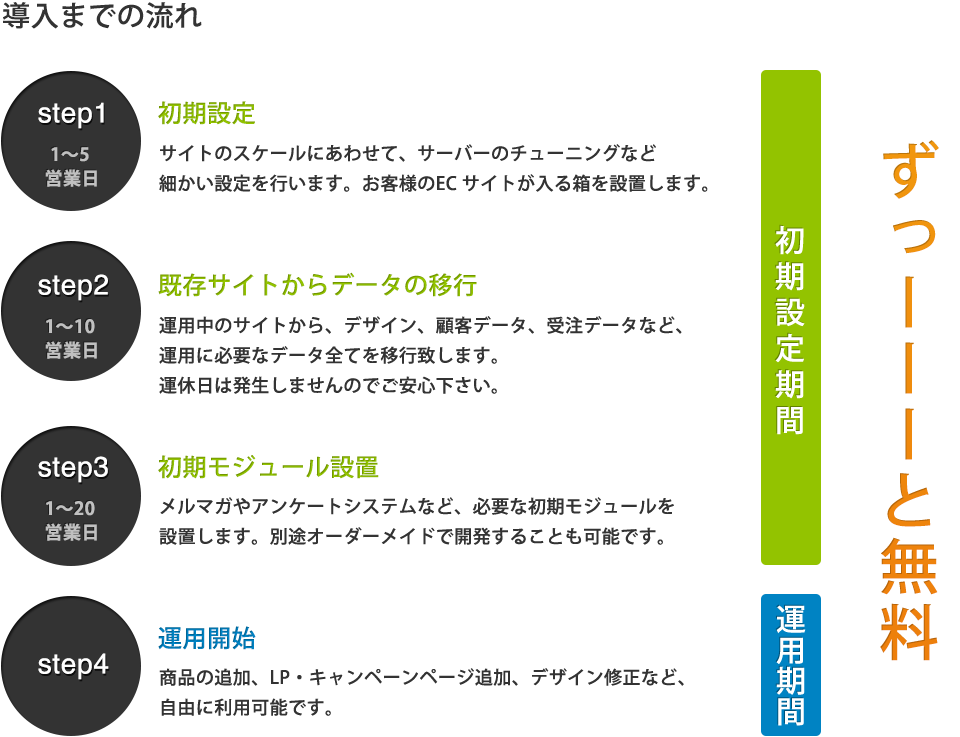 導入までの流れ
step1
1〜5
営業日
初期設定
サイトのスケールにあわせて、サーバーのチューニングなど
細かい設定を行います。お客様のECサイトが入る箱を設置します。
step2
1〜10
営業日
既存サイトからデータの移行
運用中のサイトから、デザイン、顧客データ、受注データなど、
運用に必要なデータ全てを移行致します。
運休日は発生しませんのでご安心下さい。
step3
1〜20
営業日
初期モジュール設置
メルマガやアンケートシステムなど、必要な初期モジュールを
設置します。別途オーダーメイドで開発することも可能です。
step4
運用開始
商品の追加、LP・キャンペーンページ追加、デザイン修正など、
自由に利用可能です。
初期設定期間
運用期間
ずっーーーと無料